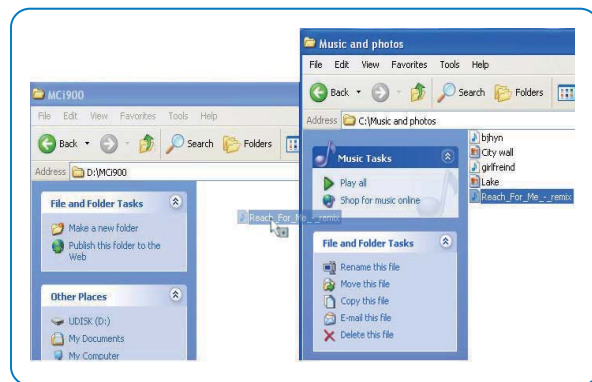 MCi900
File Edit View Favorites Tools Help
Back Search Folders
Address D:\MCi900
File and Folder Tasks
Make a new folder
Publish this folder to the
Web
Other Places
UDISK (D:)
My Documents
My Computer
Reach_For_Me_-_remix
Music and photos
File Edit View Favorites Tools Help
Back Search Folders
Address C:\Music and photos
Music Tasks
Play all
Shop for music online
File and Folder Tasks
Rename this file
Move this file
Copy this file
E-mail this file
Delete this file
bjhyn
City wall
girlfreind
Lake
Reach_For_Me_-_remix